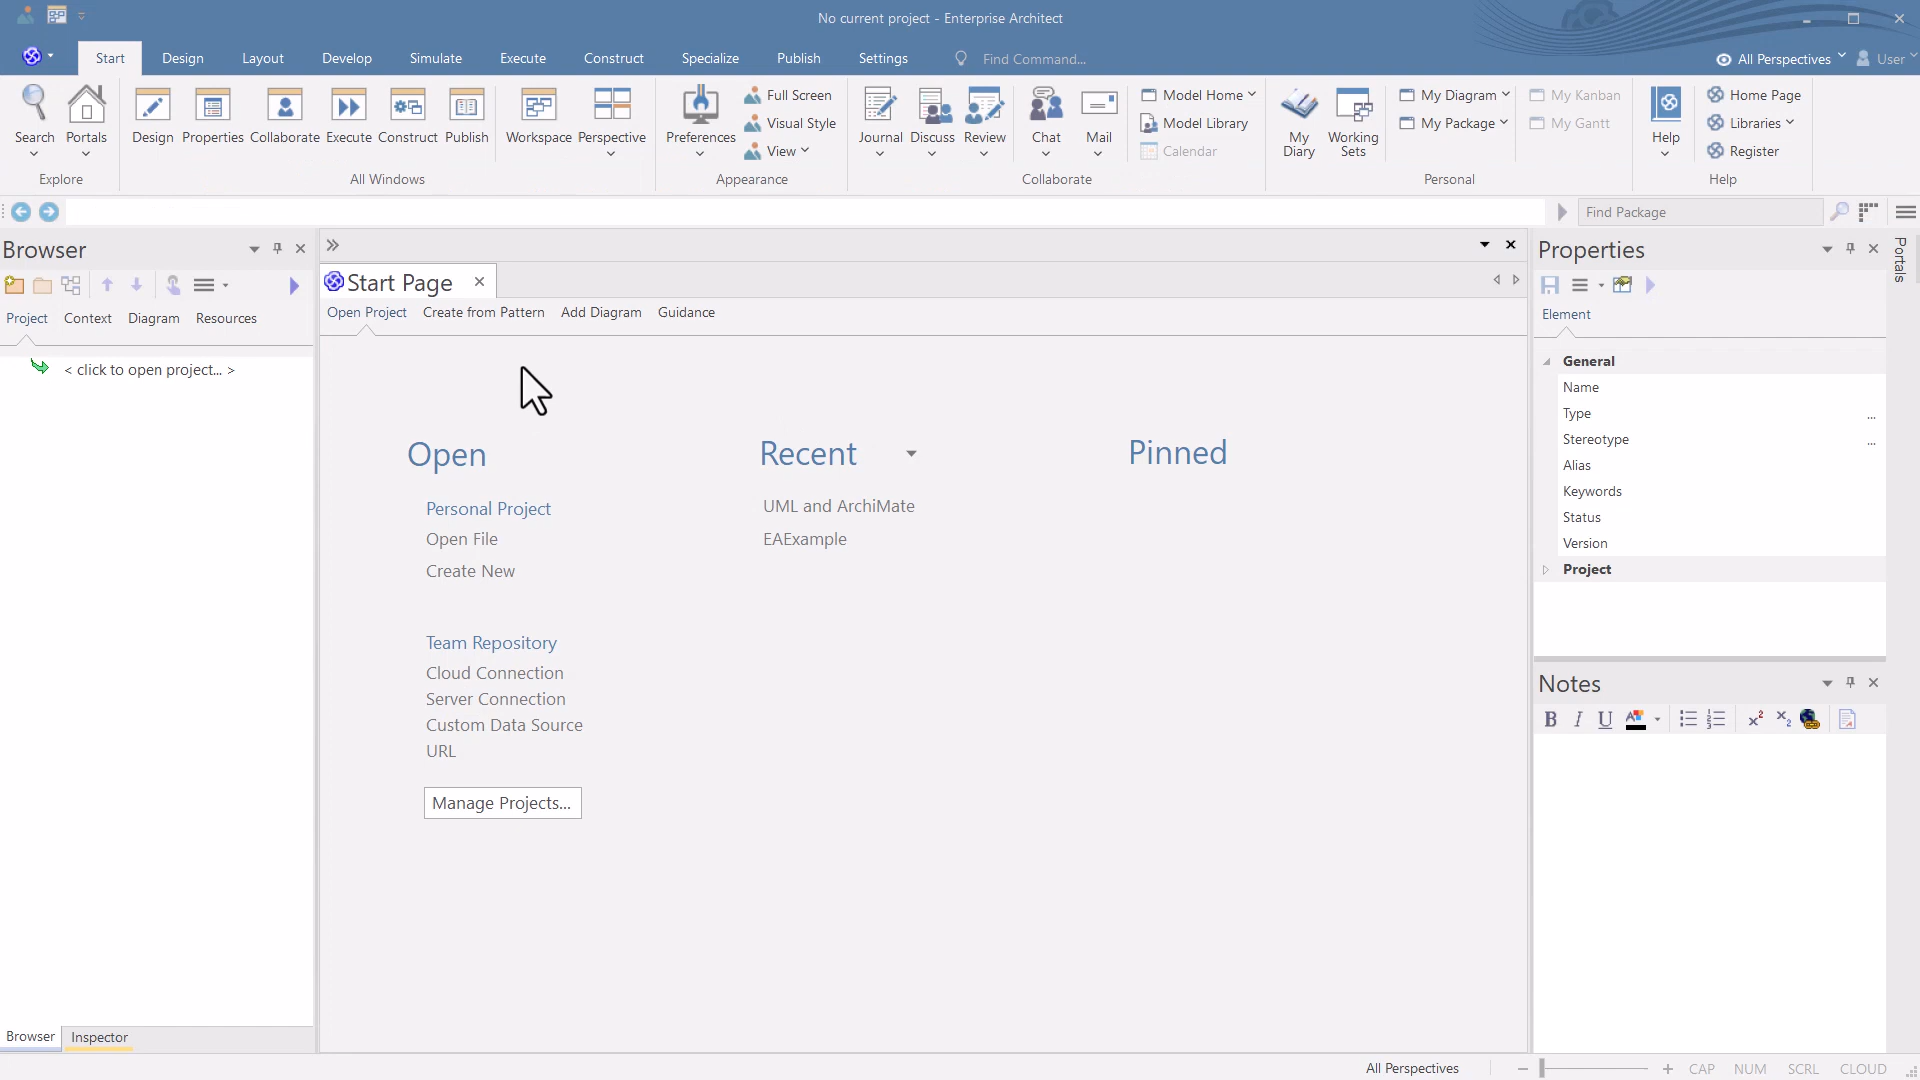 No current project - Enterprise Architect
Start Design Layout Develop Simulate Execute Construct Specialize Publish Settings Find Command... All Perspectives User
Search Portals
Explore
Design Properties Collaborate Execute Construct Publish Workspace Perspective
All Windows
Preferences
Full Screen
Visual Style
View
Appearance
Journal Discuss Review Chat Mail
Model Home
Model Library
Calendar
Collaborate
My Diary
Working Sets
My Diagram
My Package
My Kanban
My Gantt
Personal
Help
Home Page
Libraries
Register
Help
Find Package
Browser
Project Context Diagram Resources
< click to open project... >
Browser Inspector
Start Page
Open Project Create from Pattern Add Diagram Guidance
Open
Personal Project
Open File
Create New
Team Repository
Cloud Connection
Server Connection
Custom Data Source
URL
Manage Projects...
Recent
UML and ArchiMate
EAExample
Pinned
Properties
Element
General
Name
Type ...
Stereotype ...
Alias
Keywords
Status
Version
Project
Notes
B I U
Portals
All Perspectives CAP NUM SCRL CLOUD